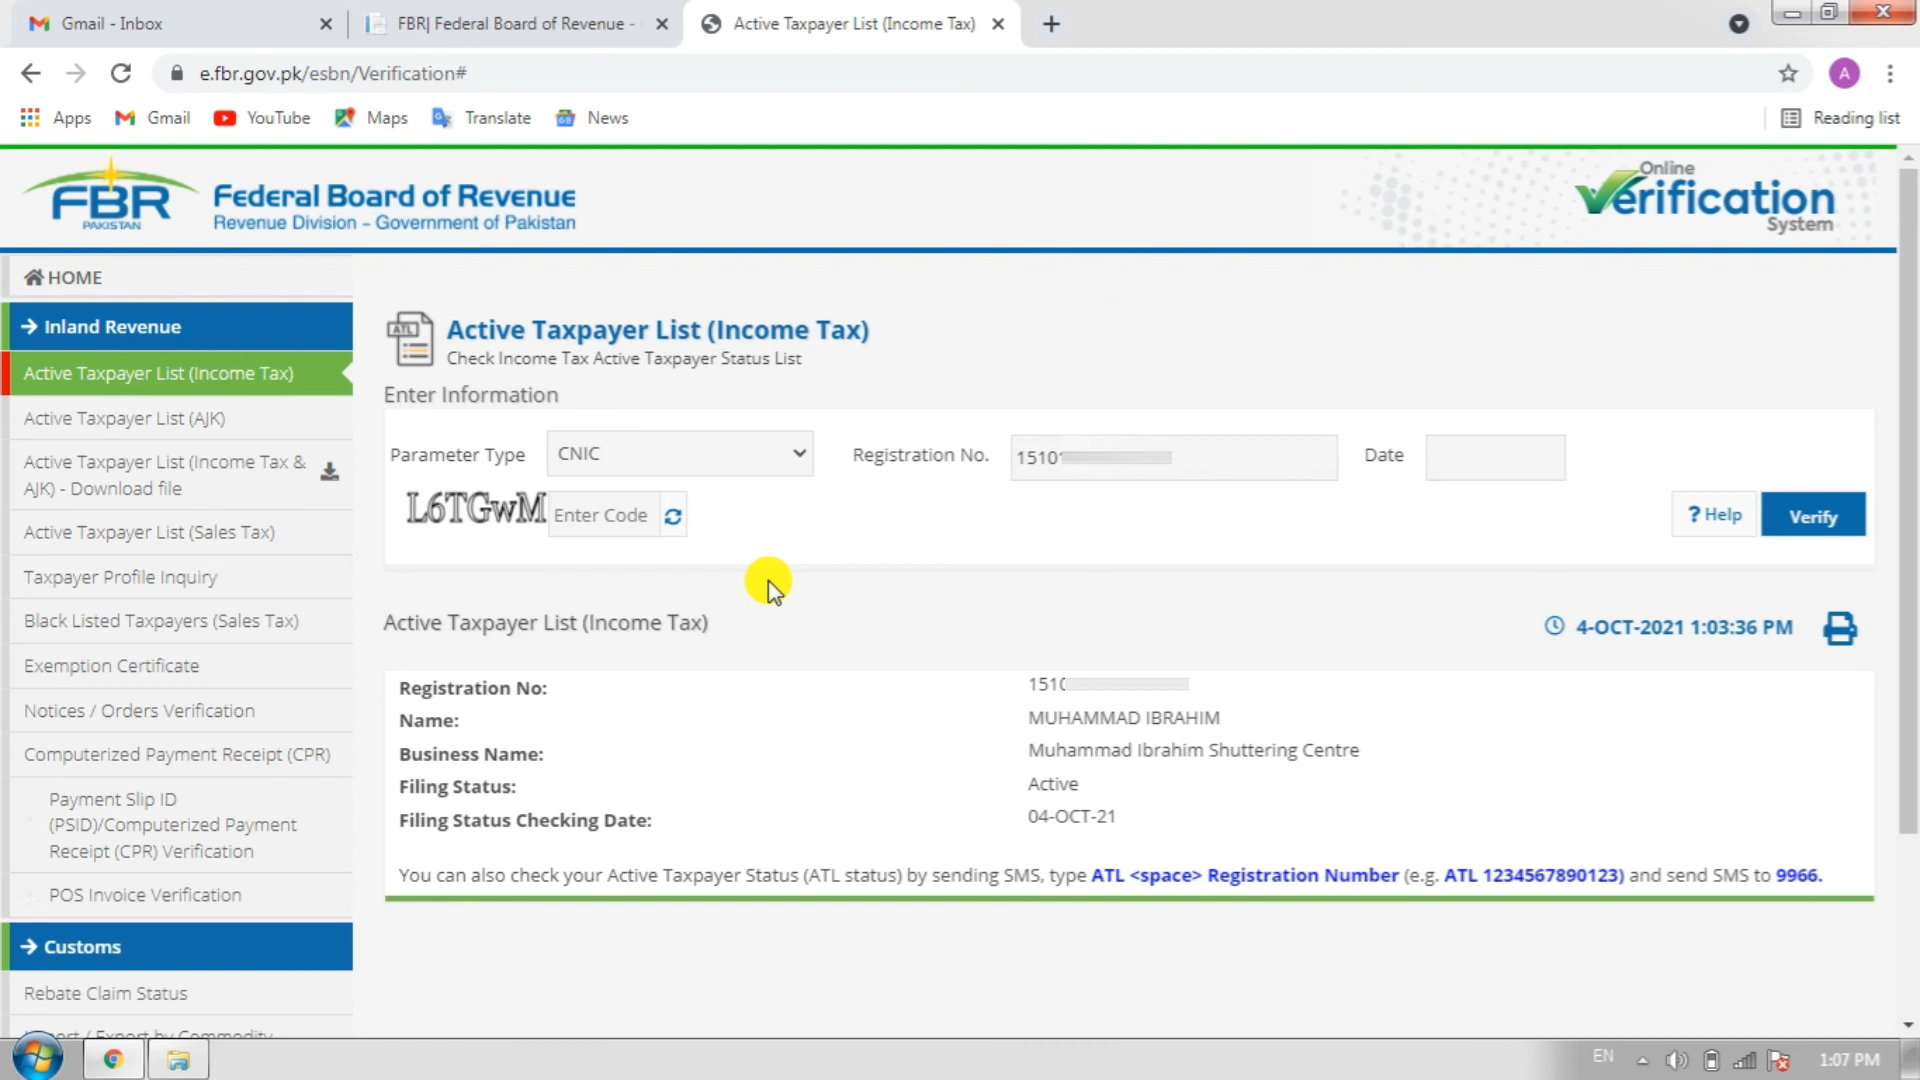 Gmail - Inbox
FBR| Federal Board of Revenue -
Active Taxpayer List (Income Tax)
e.fbr.gov.pk/esbn/Verification#
A
Apps
Gmail
YouTube
Maps
Translate
News
Reading list
FBR
PAKISTAN
Federal Board of Revenue
Revenue Division – Government of Pakistan
Online
Verification
System
HOME
Inland Revenue
Active Taxpayer List (Income Tax)
Active Taxpayer List (AJK)
Active Taxpayer List (Income Tax &
AJK) - Download file
Active Taxpayer List (Sales Tax)
Taxpayer Profile Inquiry
Black Listed Taxpayers (Sales Tax)
Exemption Certificate
Notices / Orders Verification
Computerized Payment Receipt (CPR)
Payment Slip ID
(PSID)/Computerized Payment
Receipt (CPR) Verification
POS Invoice Verification
Customs
Rebate Claim Status
ATL
Active Taxpayer List (Income Tax)
Check Income Tax Active Taxpayer Status List
Enter Information
Parameter Type
CNIC
Registration No.
1510
Date
L6TGwM
Enter Code
? Help
Verify
Active Taxpayer List (Income Tax)
4-OCT-2021 1:03:36 PM
Registration No:
151
Name:
MUHAMMAD IBRAHIM
Business Name:
Muhammad Ibrahim Shuttering Centre
Filing Status:
Active
Filing Status Checking Date:
04-OCT-21
You can also check your Active Taxpayer Status (ATL status) by sending SMS, type ATL <space> Registration Number (e.g. ATL 1234567890123) and send SMS to 9966.
EN
1:07 PM